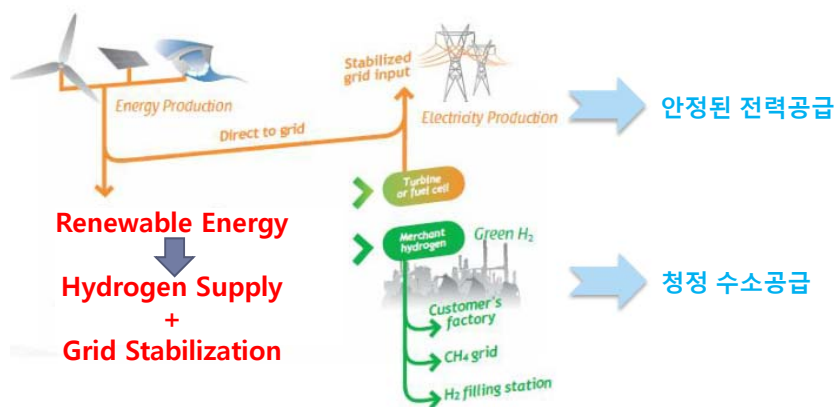 Stabilized
grid input
Energy Production
Electricity Production
안정된 전력공급
Direct to grid
Turbine
or fuel cell
Renewable Energy
Merchant
hydrogen
Green H₂
Hydrogen Supply
+
Grid Stabilization
청정 수소공급
Customer's
factory
CH₄ grid
H₂ filling station